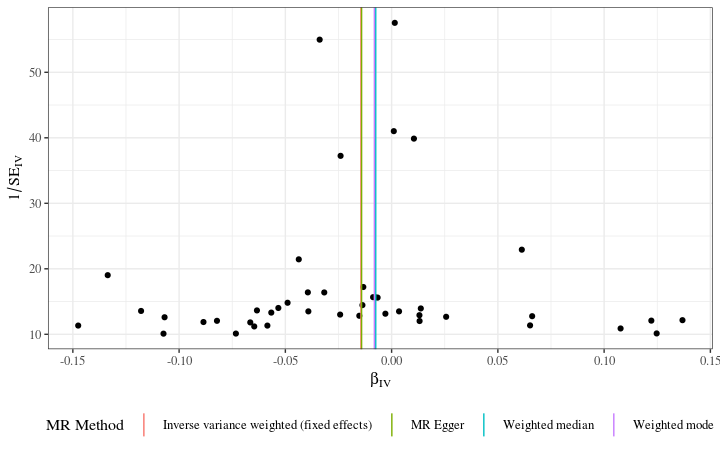 1/SE_IV
50
40
30
20
10
-0.15 -0.10 -0.05 0.00 0.05 0.10 0.15
β_IV
MR Method Inverse variance weighted (fixed effects) MR Egger Weighted median Weighted mode